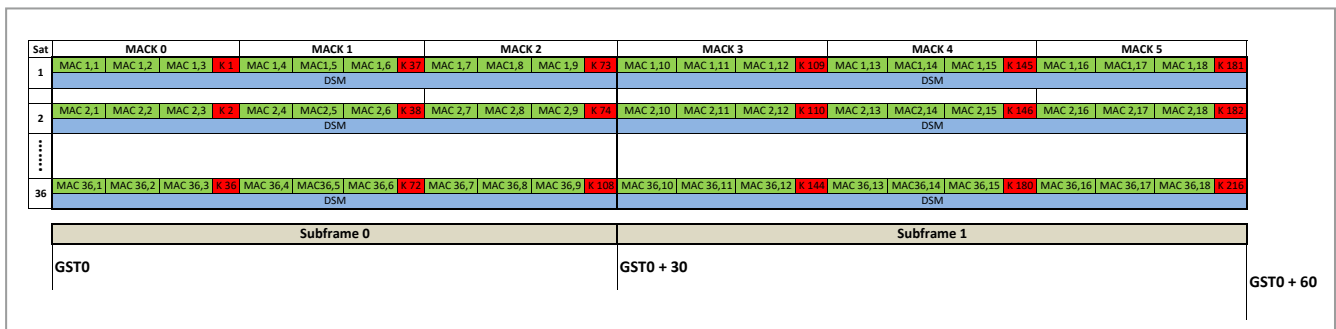 Sat MACK 0 MACK 1 MACK 2 MACK 3 MACK 4 MACK 5
1 MAC 1,1 MAC 1,2 MAC 1,3 K 1 MAC 1,4 MAC1,5 MAC 1,6 K 37 MAC 1,7 MAC1,8 MAC 1,9 K 73 MAC 1,10 MAC 1,11 MAC 1,12 K 109 MAC 1,13 MAC1,14 MAC 1,15 K 145 MAC 1,16 MAC1,17 MAC 1,18 K 181
DSM DSM
2 MAC 2,1 MAC 2,2 MAC 2,3 K 2 MAC 2,4 MAC2,5 MAC 2,6 K 38 MAC 2,7 MAC 2,8 MAC 2,9 K 74 MAC 2,10 MAC 2,11 MAC 2,12 K 110 MAC 2,13 MAC2,14 MAC 2,15 K 146 MAC 2,16 MAC 2,17 MAC 2,18 K 182
DSM DSM
36 MAC 36,1 MAC 36,2 MAC 36,3 K 36 MAC 36,4 MAC36,5 MAC 36,6 K 72 MAC 36,7 MAC 36,8 MAC 36,9 K 108 MAC 36,10 MAC 36,11 MAC 36,12 K 144 MAC 36,13 MAC36,14 MAC 36,15 K 180 MAC 36,16 MAC 36,17 MAC 36,18 K 216
DSM DSM
Subframe 0 Subframe 1
GST0 GST0 + 30
GST0 + 60